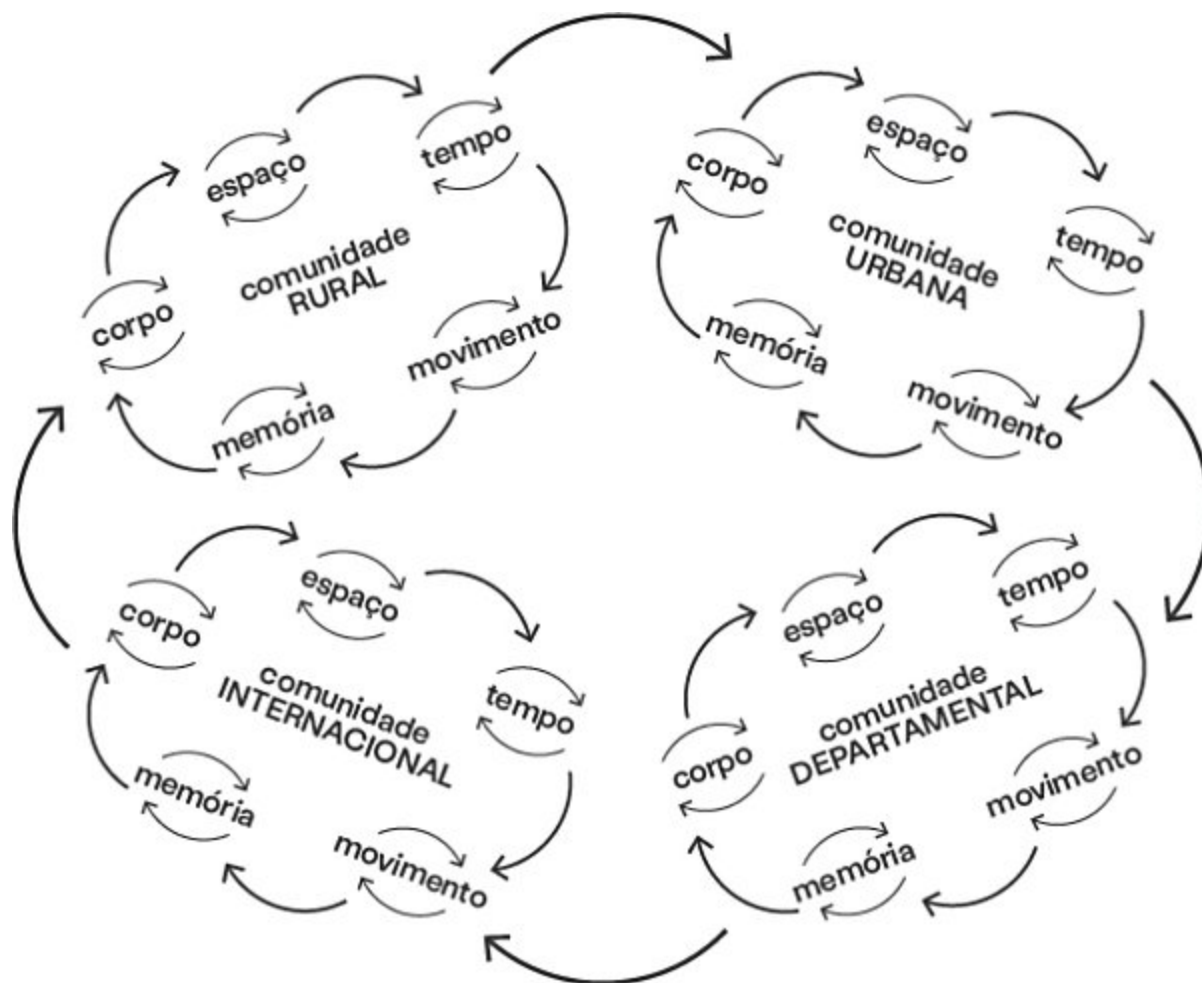 espaço
tempo
movimento
memória
corpo
comunidade
RURAL
corpo
espaço
tempo
movimento
memória
comunidade
URBANA
corpo
espaço
tempo
movimento
memória
comunidade
INTERNACIONAL
espaço
tempo
movimento
memória
corpo
comunidade
DEPARTAMENTAL